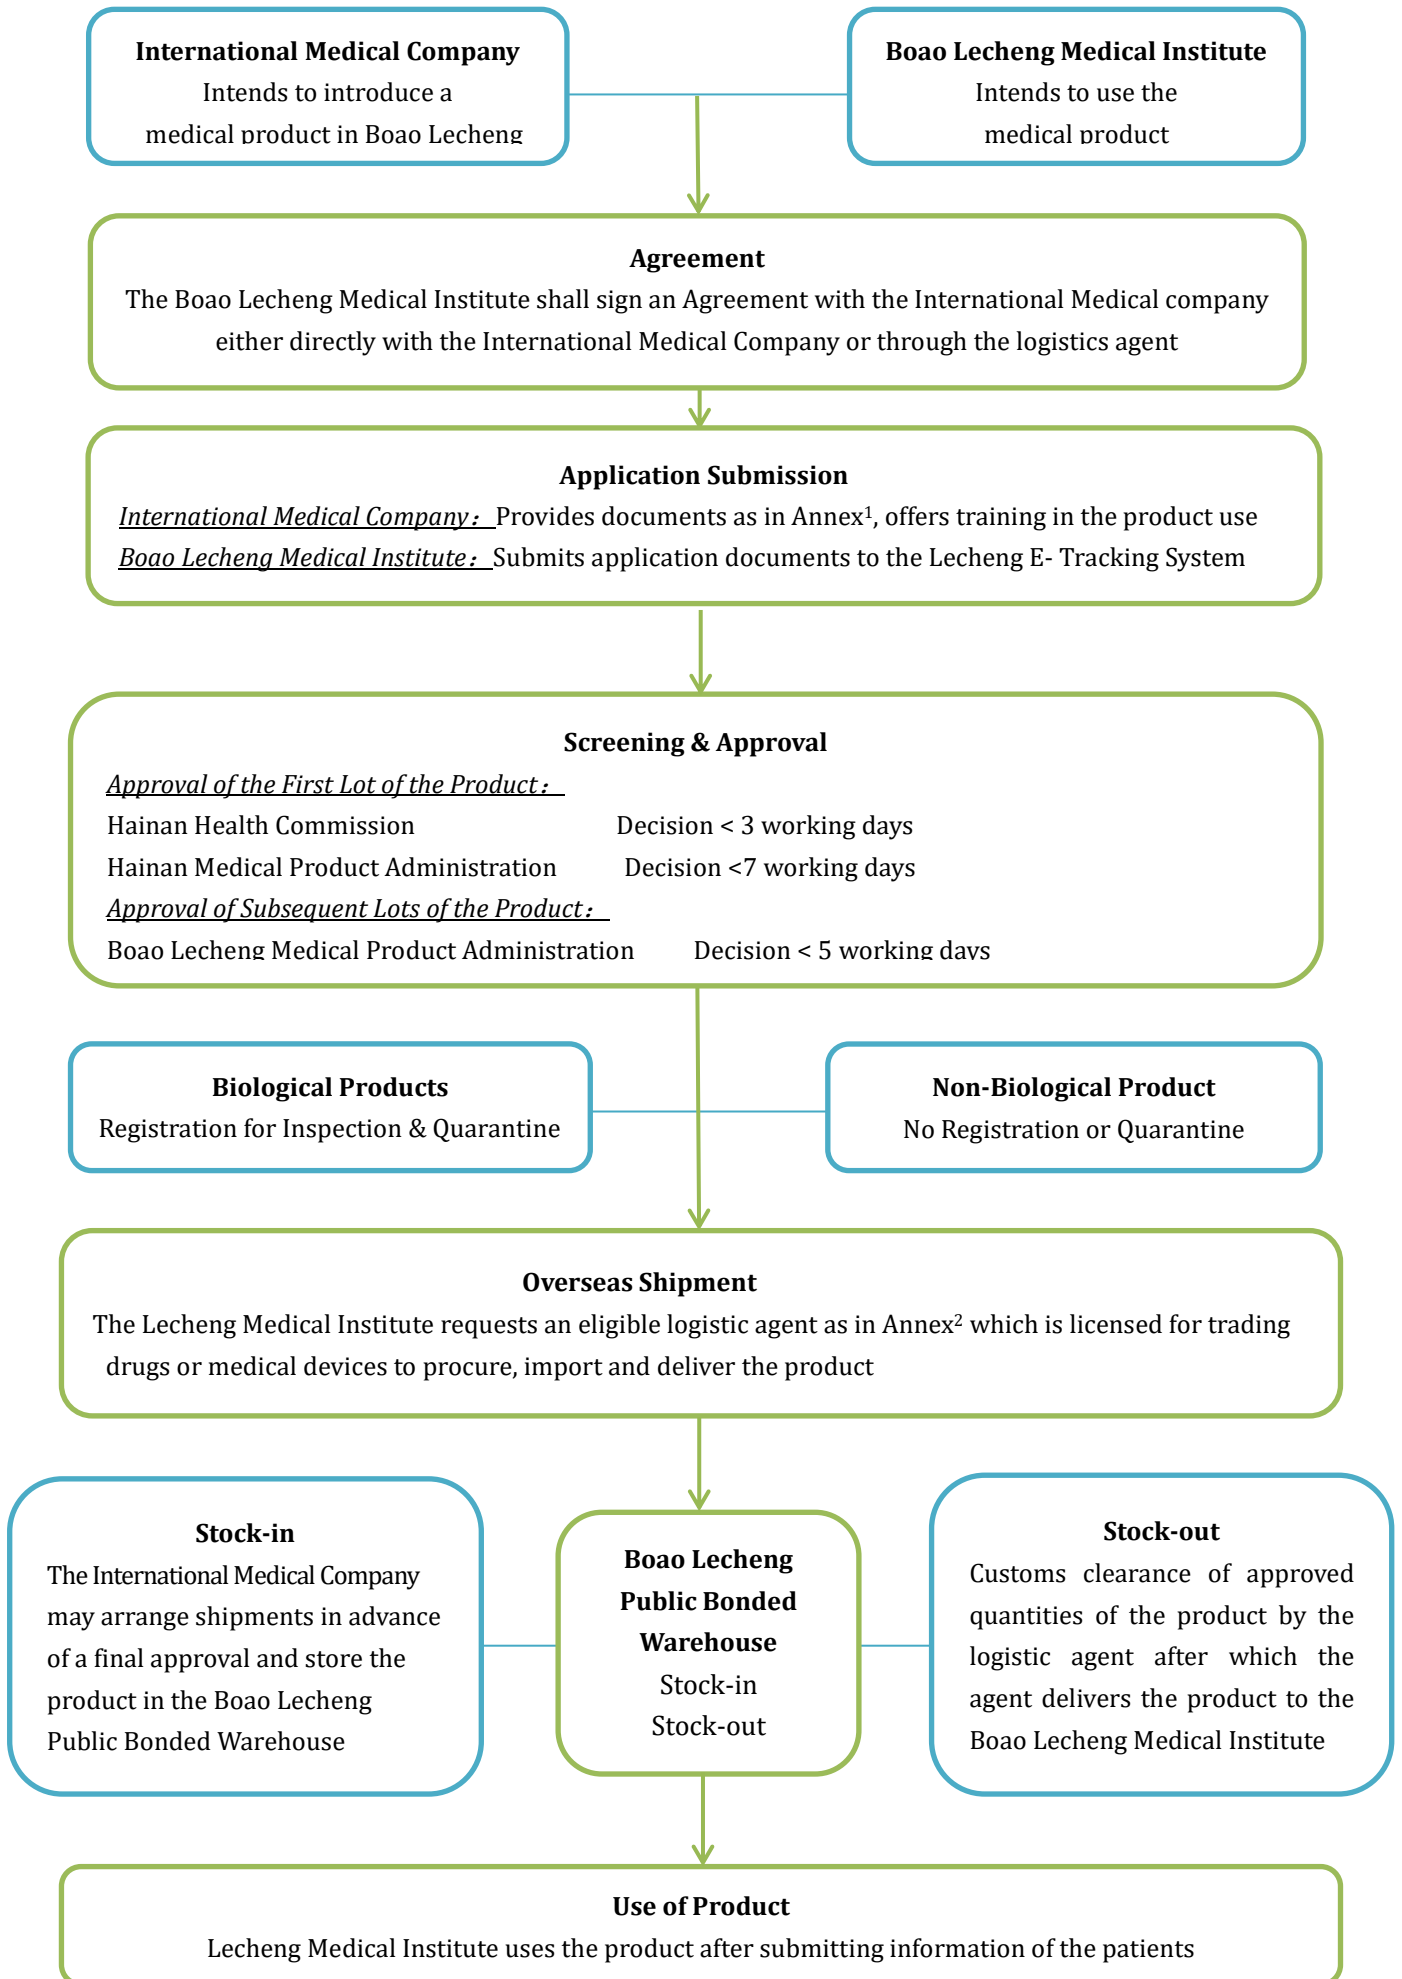 International Medical Company
Intends to introduce a
medical product in Boao Lecheng
Boao Lecheng Medical Institute
Intends to use the
medical product
Agreement
The Boao Lecheng Medical Institute shall sign an Agreement with the International Medical company
either directly with the International Medical Company or through the logistics agent
Application Submission
International Medical Company：Provides documents as in Annex¹, offers training in the product use
Boao Lecheng Medical Institute：Submits application documents to the Lecheng E- Tracking System
Screening & Approval
Approval of the First Lot of the Product：
Hainan Health Commission Decision < 3 working days
Hainan Medical Product Administration Decision <7 working days
Approval of Subsequent Lots of the Product：
Boao Lecheng Medical Product Administration Decision < 5 working days
Biological Products
Registration for Inspection & Quarantine
Non-Biological Product
No Registration or Quarantine
Overseas Shipment
The Lecheng Medical Institute requests an eligible logistic agent as in Annex² which is licensed for trading
drugs or medical devices to procure, import and deliver the product
Stock-in
The International Medical Company
may arrange shipments in advance
of a final approval and store the
product in the Boao Lecheng
Public Bonded Warehouse
Boao Lecheng
Public Bonded
Warehouse
Stock-in
Stock-out
Stock-out
Customs clearance of approved
quantities of the product by the
logistic agent after which the
agent delivers the product to the
Boao Lecheng Medical Institute
Use of Product
Lecheng Medical Institute uses the product after submitting information of the patients